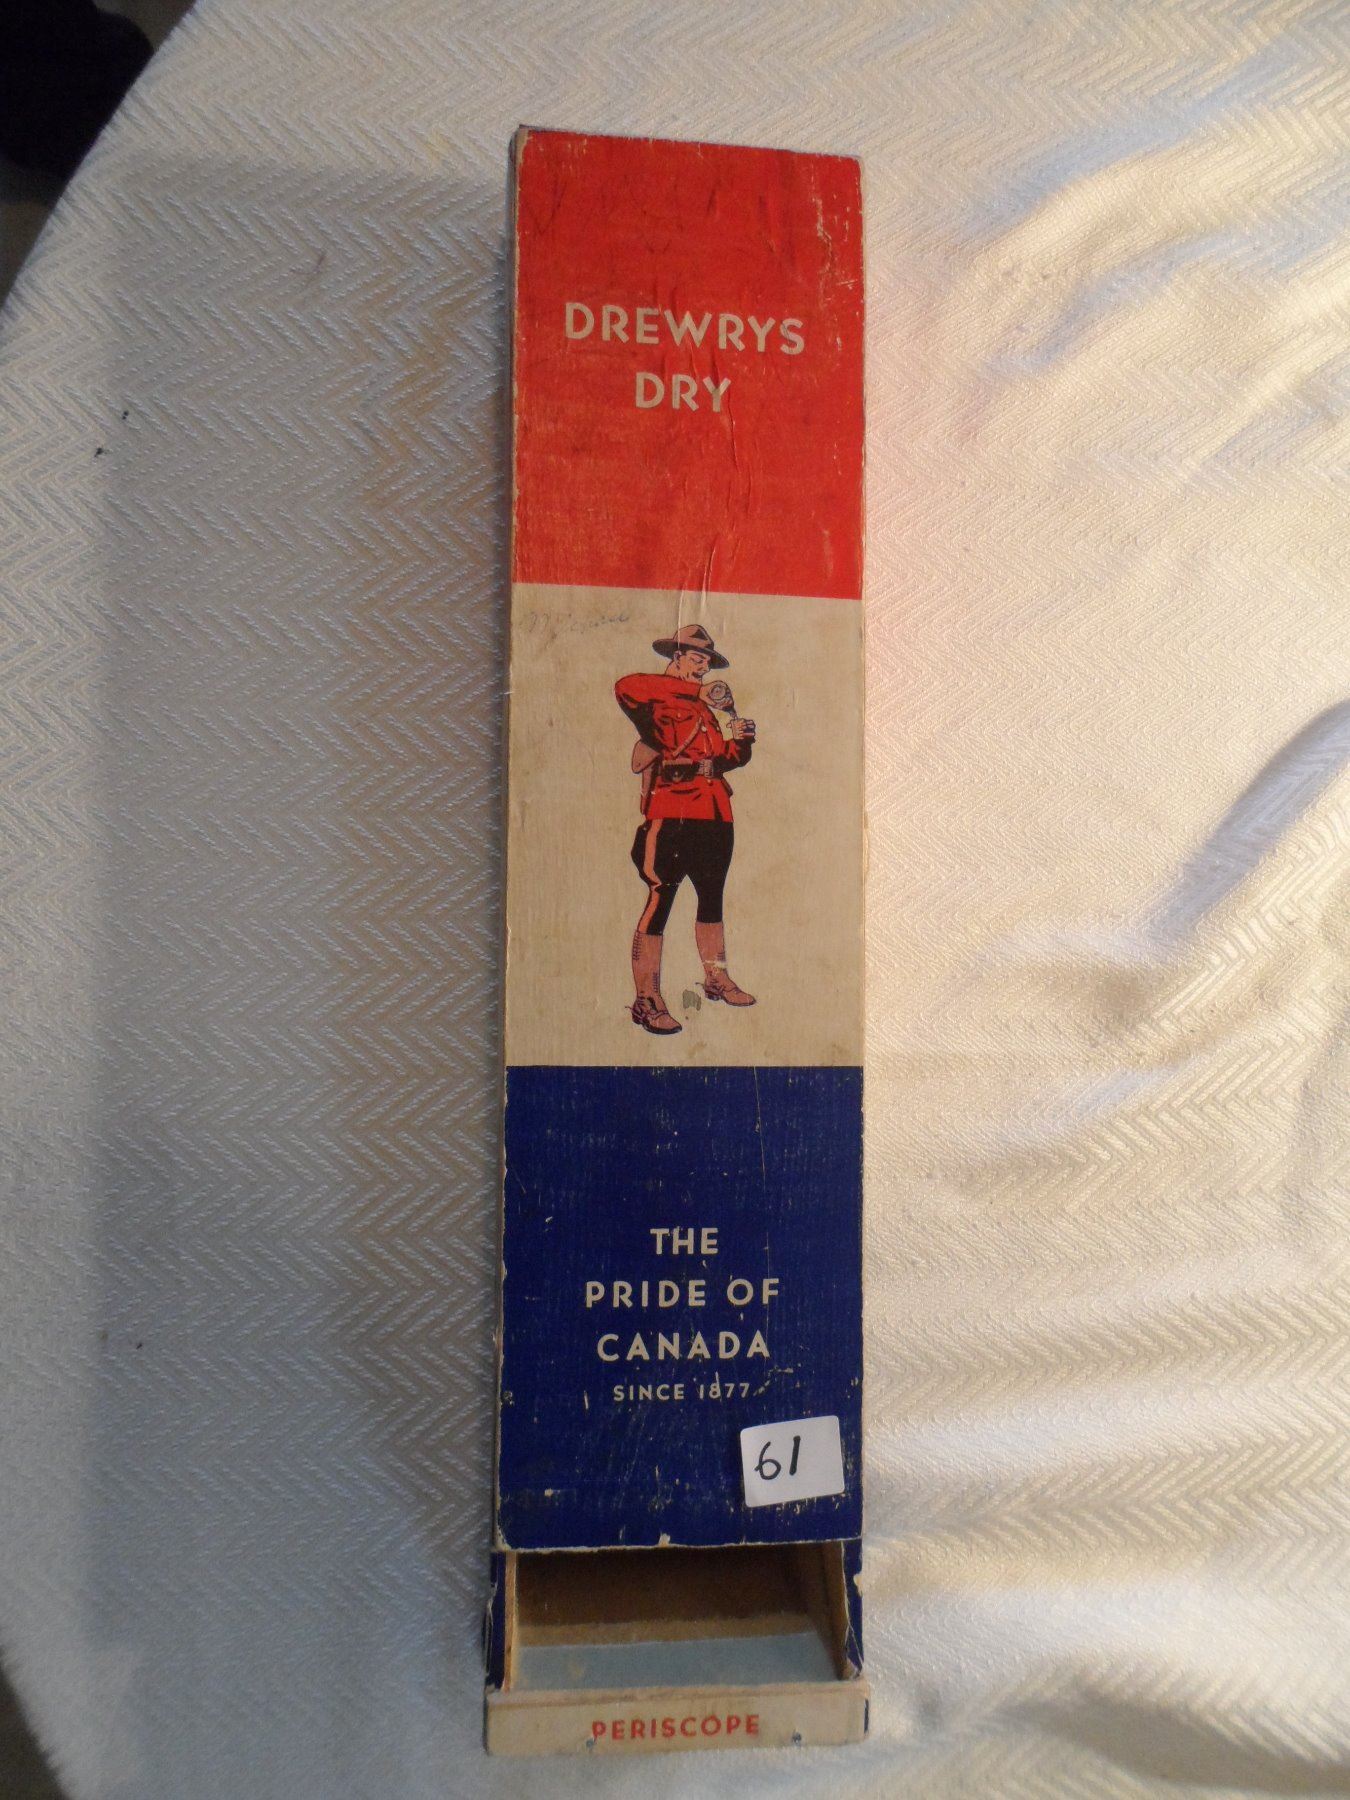 DREWRYS
DRY
THE
PRIDE OF
CANADA
SINCE 1877
61
PERISCOPE